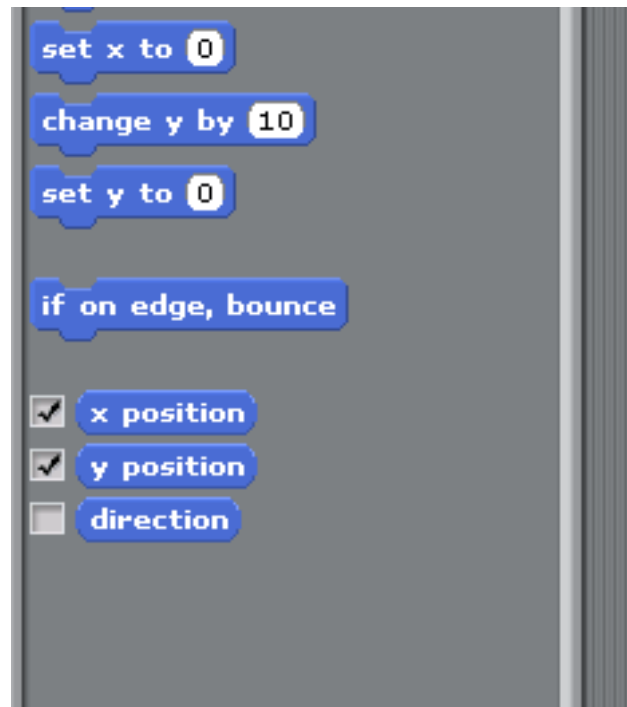 set x to 0
change y by 10
set y to 0
if on edge, bounce
x position
y position
direction